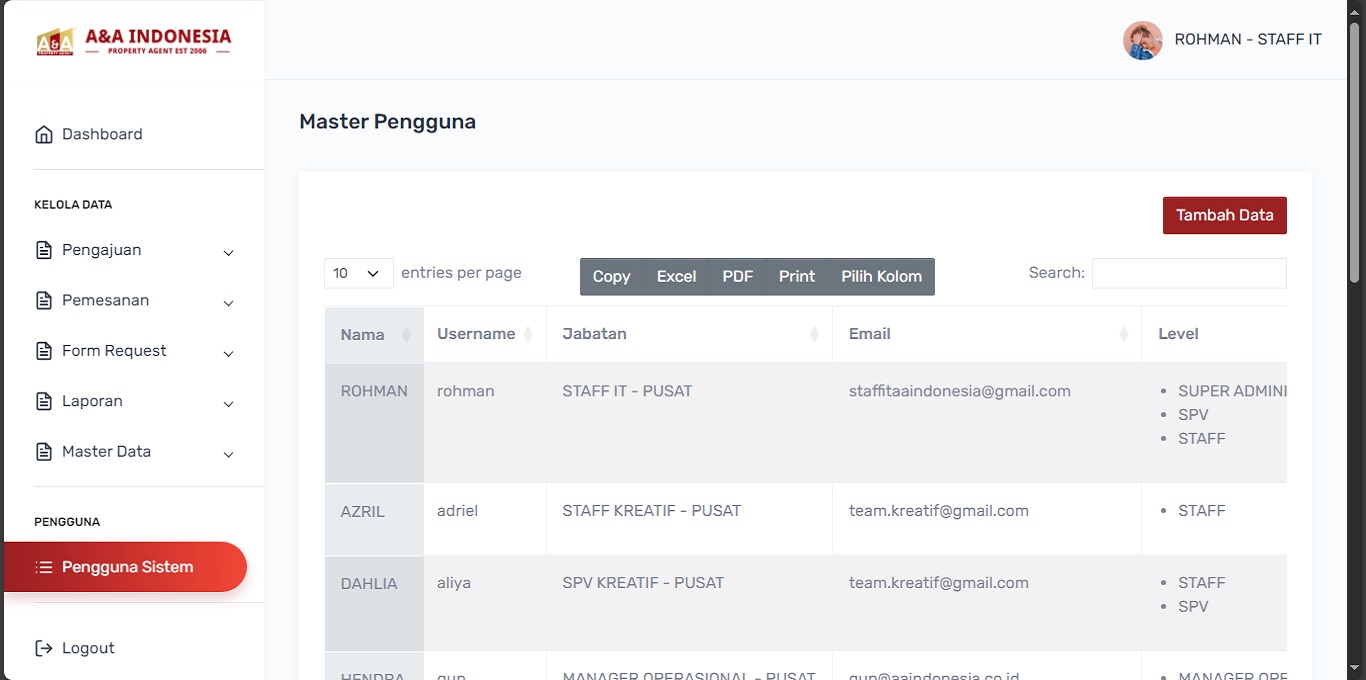 A&A INDONESIA
PROPERTY AGENT EST 2006
ROHMAN - STAFF IT
Dashboard
KELOLA DATA
Pengajuan
Pemesanan
Form Request
Laporan
Master Data
PENGGUNA
Pengguna Sistem
Logout
Master Pengguna
Tambah Data
10 entries per page
Copy Excel PDF Print Pilih Kolom
Search:
Nama Username Jabatan Email Level
ROHMAN rohman STAFF IT - PUSAT staffitaaindonesia@gmail.com • SUPER ADMINI
• SPV
• STAFF
AZRIL adriel STAFF KREATIF - PUSAT team.kreatif@gmail.com • STAFF
DAHLIA aliya SPV KREATIF - PUSAT team.kreatif@gmail.com • STAFF
• SPV
HENDRA gun MANAGER OPERASIONAL - PUSAT gun@aaindonesia.co.id • MANAGER OPE